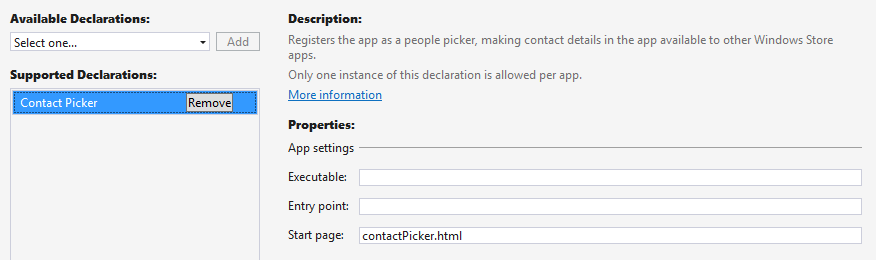 Available Declarations:
Select one...
Add
Supported Declarations:
Contact Picker
Remove
Description:
Registers the app as a people picker, making contact details in the app available to other Windows Store
apps.
Only one instance of this declaration is allowed per app.
More information
Properties:
App settings
Executable:
Entry point:
Start page:
contactPicker.html